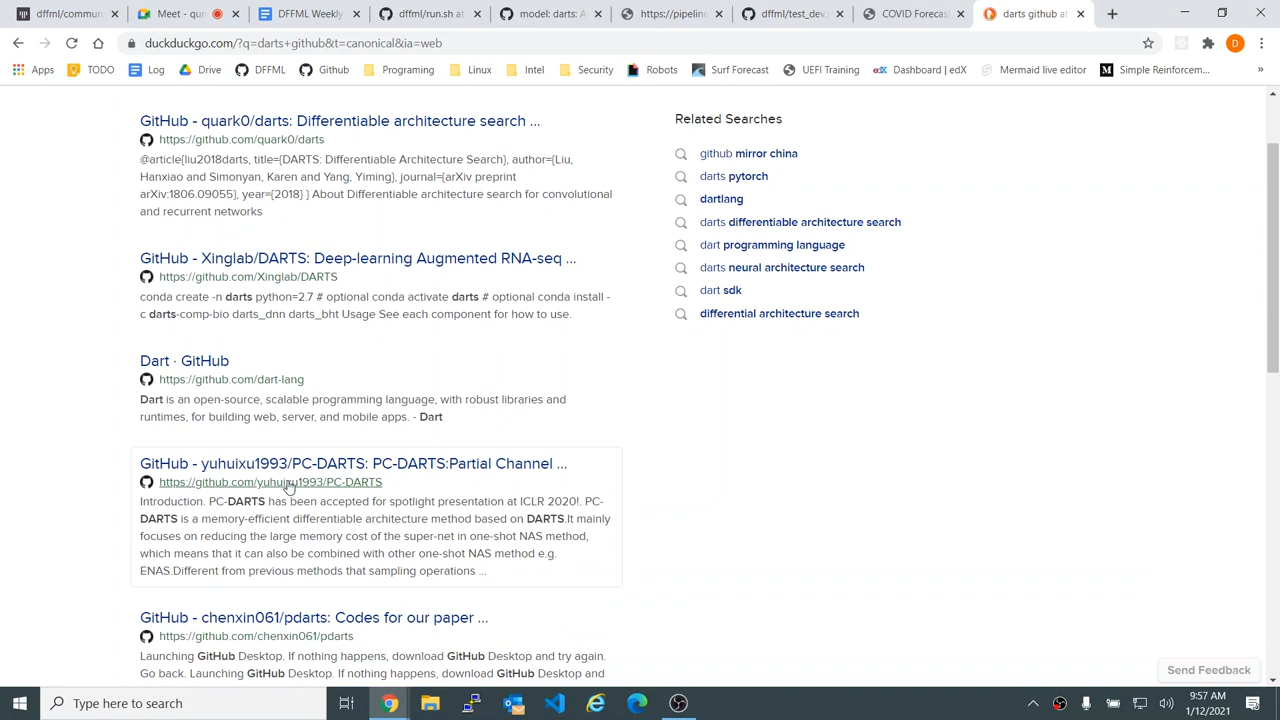 dffml/commun
Meet - qun
DFFML Weekly
dffml/run.sh at
model: darts: A
https://pipeline
dffml/test_dev.
COVID Forecas
darts github at
duckduckgo.com/?q=darts+github&t=canonical&ia=web
D
Apps
TODO
Log
Drive
DFFML
Github
Programing
Linux
Intel
Security
Robots
Surf Forecast
UEFI Training
Dashboard | edX
Mermaid live editor
Simple Reinforcem...
GitHub - quark0/darts: Differentiable architecture search ...
https://github.com/quark0/darts
@article{liu2018darts, title={DARTS: Differentiable Architecture Search}, author={Liu,
Hanxiao and Simonyan, Karen and Yang, Yiming}, journal={arXiv preprint
arXiv:1806.09055}, year={2018} } About Differentiable architecture search for convolutional
and recurrent networks
GitHub - Xinglab/DARTS: Deep-learning Augmented RNA-seq ...
https://github.com/Xinglab/DARTS
conda create -n darts python=2.7 # optional conda activate darts # optional conda install -
c darts-comp-bio darts_dnn darts_bht Usage See each component for how to use.
Dart · GitHub
https://github.com/dart-lang
Dart is an open-source, scalable programming language, with robust libraries and
runtimes, for building web, server, and mobile apps. - Dart
GitHub - yuhuixu1993/PC-DARTS: PC-DARTS:Partial Channel ...
https://github.com/yuhuixu1993/PC-DARTS
Introduction. PC-DARTS has been accepted for spotlight presentation at ICLR 2020!. PC-
DARTS is a memory-efficient differentiable architecture method based on DARTS.It mainly
focuses on reducing the large memory cost of the super-net in one-shot NAS method,
which means that it can also be combined with other one-shot NAS method e.g.
ENAS.Different from previous methods that sampling operations ...
GitHub - chenxin061/pdarts: Codes for our paper ...
https://github.com/chenxin061/pdarts
Launching GitHub Desktop. If nothing happens, download GitHub Desktop and try again.
Go back. Launching GitHub Desktop. If nothing happens, download GitHub Desktop and
Related Searches
github mirror china
darts pytorch
dartlang
darts differentiable architecture search
dart programming language
darts neural architecture search
dart sdk
differential architecture search
Send Feedback
Type here to search
9:57 AM
1/12/2021